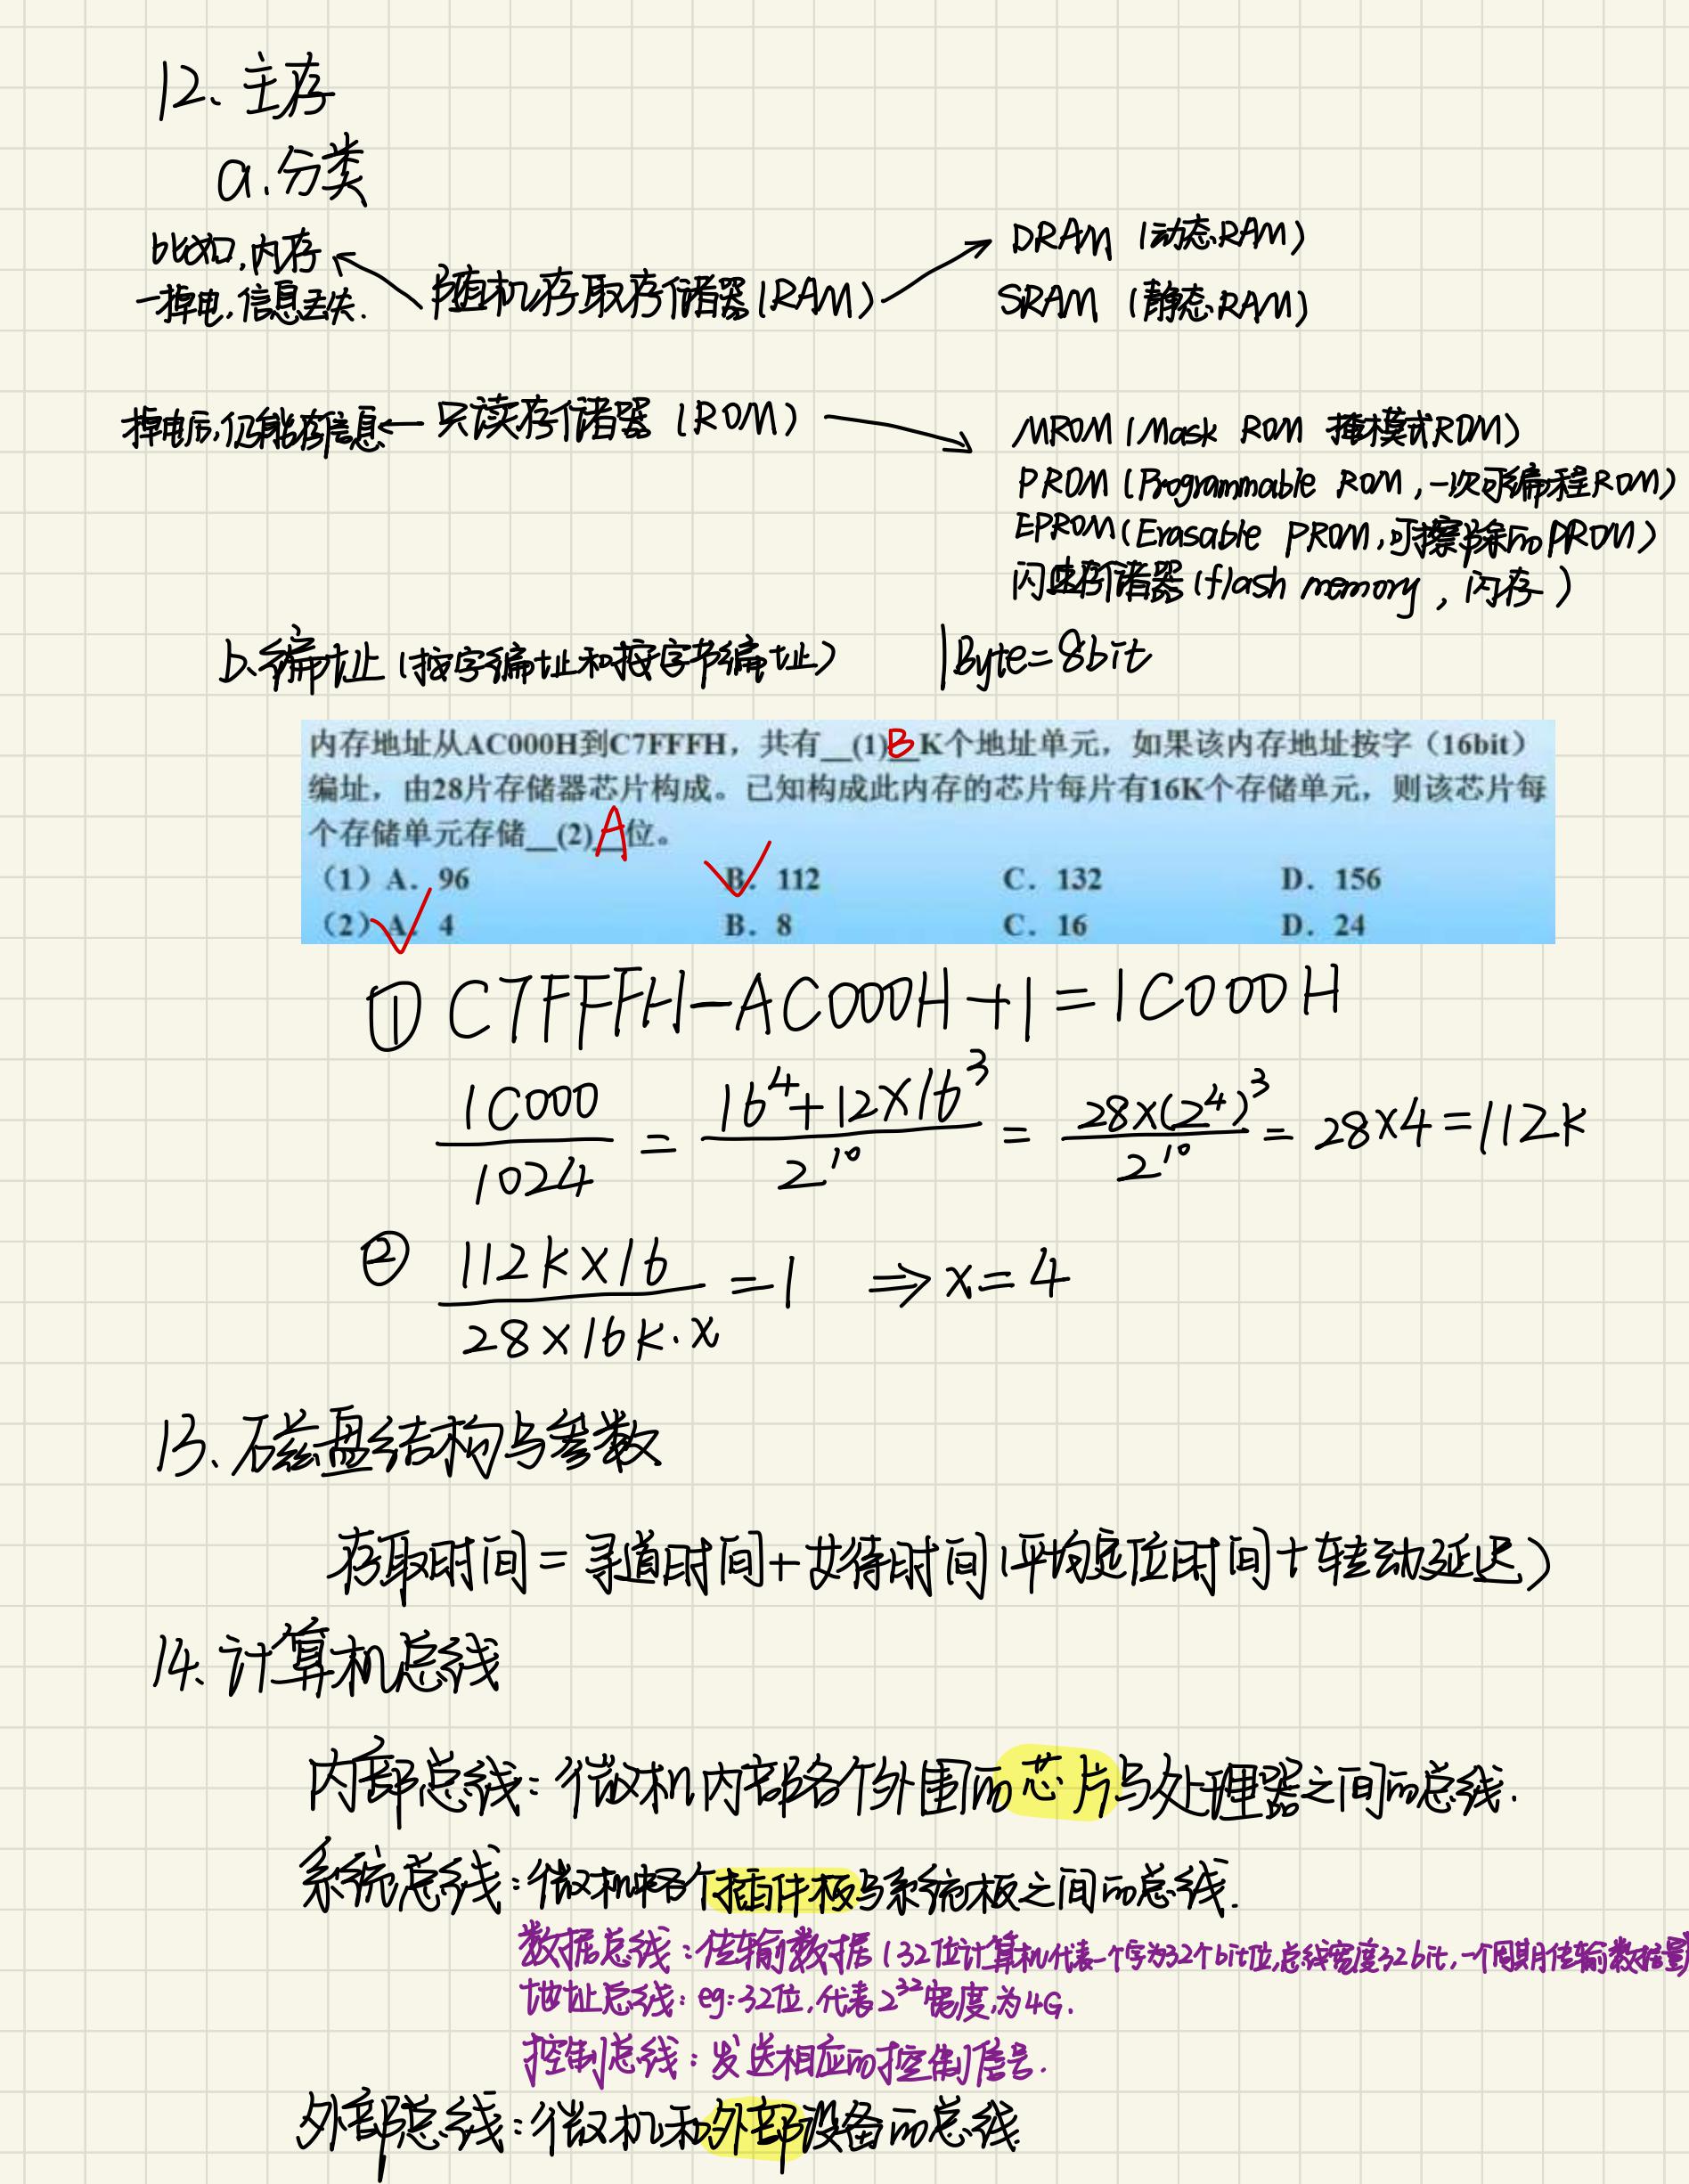 12、主存
a.分类
比如,内存
一掉电,信息丢失.
随机存取存储器(RAM)
DRAM (动态RAM)
SRAM (静态RAM)
掉电后,仍能存信息
只读存储器 (ROM)
MROM (Mask ROM 掩模式ROM)
PROM (Programmable ROM,一次可编程ROM)
EPROM (Erasable PROM,可擦除的PROM)
闪速存储器 (flash memory,闪存)
b.编址 (按字编址和按字节编址) 1Byte=8bit
内存地址从AC000H到C7FFFH，共有__(1)B__K个地址单元，如果该内存地址按字（16bit）
编址，由28片存储器芯片构成。已知构成此内存的芯片每片有16K个存储单元，则该芯片每
个存储单元存储__(2)A__位。
（1）A．96 B．112 C．132 D．156
（2）A．4 B．8 C．16 D．24
① C7FFFH-AC000H+1=1C000H
1C000/1024 = (16^4+12×16^3)/2^10 = 28×(2^4)^3/2^10 = 28×4=112K
② 112K×16/(28×16K·x) =1 ⇒x=4
13、磁盘结构与参数
存取时间=寻道时间+等待时间(平均定位时间+转动延迟)
14、计算机总线
内部总线:微机内部各个外围的芯片与处理器之间的总线.
系统总线:微机中各个插件板与系统板之间的总线.
数据总线:传输数据 (32位计算机代表一个字为32个bit位,总线宽度32bit,一个周期传输数据量
地址总线:eg:32位,代表2^32宽度,为4G.
控制总线:发送相应的控制信号.
外部总线:微机和外部设备的总线